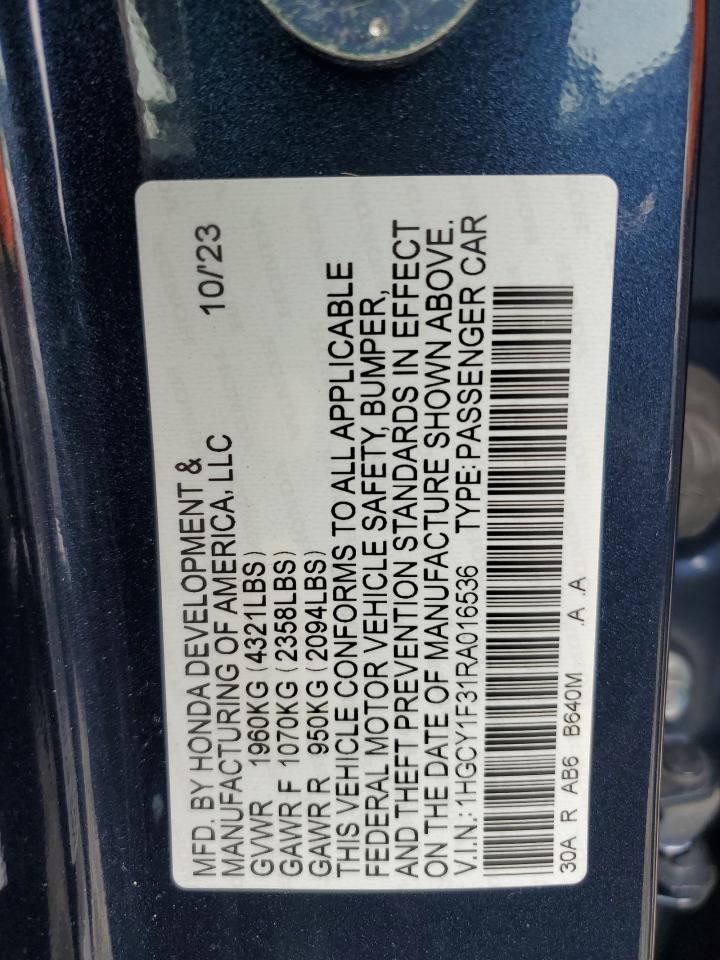 MFD. BY HONDA DEVELOPMENT &
MANUFACTURING OF AMERICA, LLC 10/'23
GVWR 1960KG (4321LBS)
GAWR F 1070KG (2358LBS)
GAWR R 950KG (2094LBS)
THIS VEHICLE CONFORMS TO ALL APPLICABLE
FEDERAL MOTOR VEHICLE SAFETY, BUMPER,
AND THEFT PREVENTION STANDARDS IN EFFECT
ON THE DATE OF MANUFACTURE SHOWN ABOVE.
V.I.N.: 1HGCY1F31RA016536 TYPE: PASSENGER CAR
30A R AB6 B640M .A .A